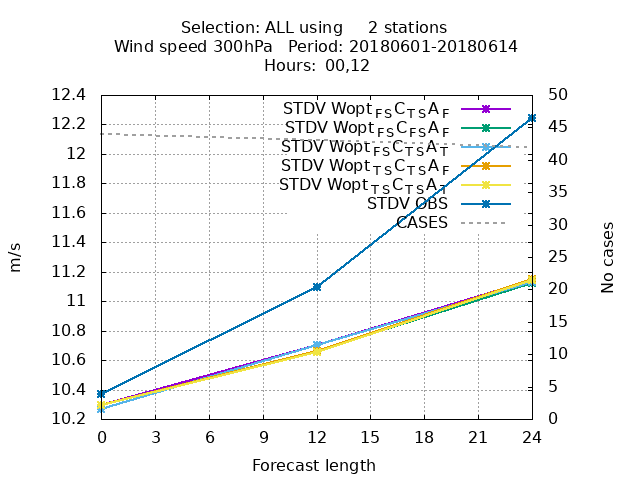 Selection: ALL using 2 stations
Wind speed 300hPa Period: 20180601-20180614
Hours: 00,12
12.4
12.2
12
11.8
11.6
11.4
11.2
11
10.8
10.6
10.4
10.2
m/s
STDV Wopt_FS C_TS A_F
STDV Wopt_FS C_FS A_F
STDV Wopt_FS C_TS A_T
STDV Wopt_TS C_TS A_F
STDV Wopt_TS C_TS A_T
STDV OBS
CASES
50
45
40
35
30
25
20
15
10
5
0
No cases
0 3 6 9 12 15 18 21 24
Forecast length